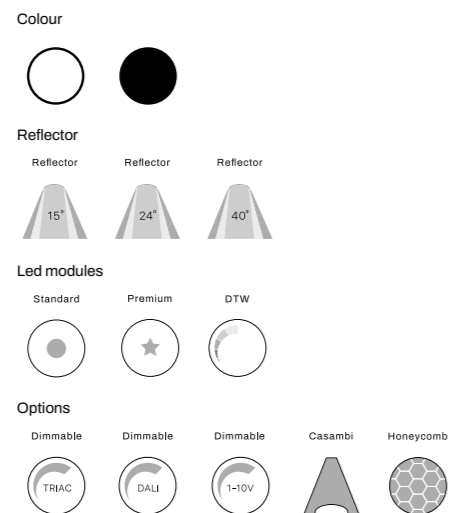 Colour
Reflector
Reflector Reflector Reflector
15° 24° 40°
Led modules
Standard Premium DTW
Options
Dimmable Dimmable Dimmable Casambi Honeycomb
TRIAC DALI 1-10V